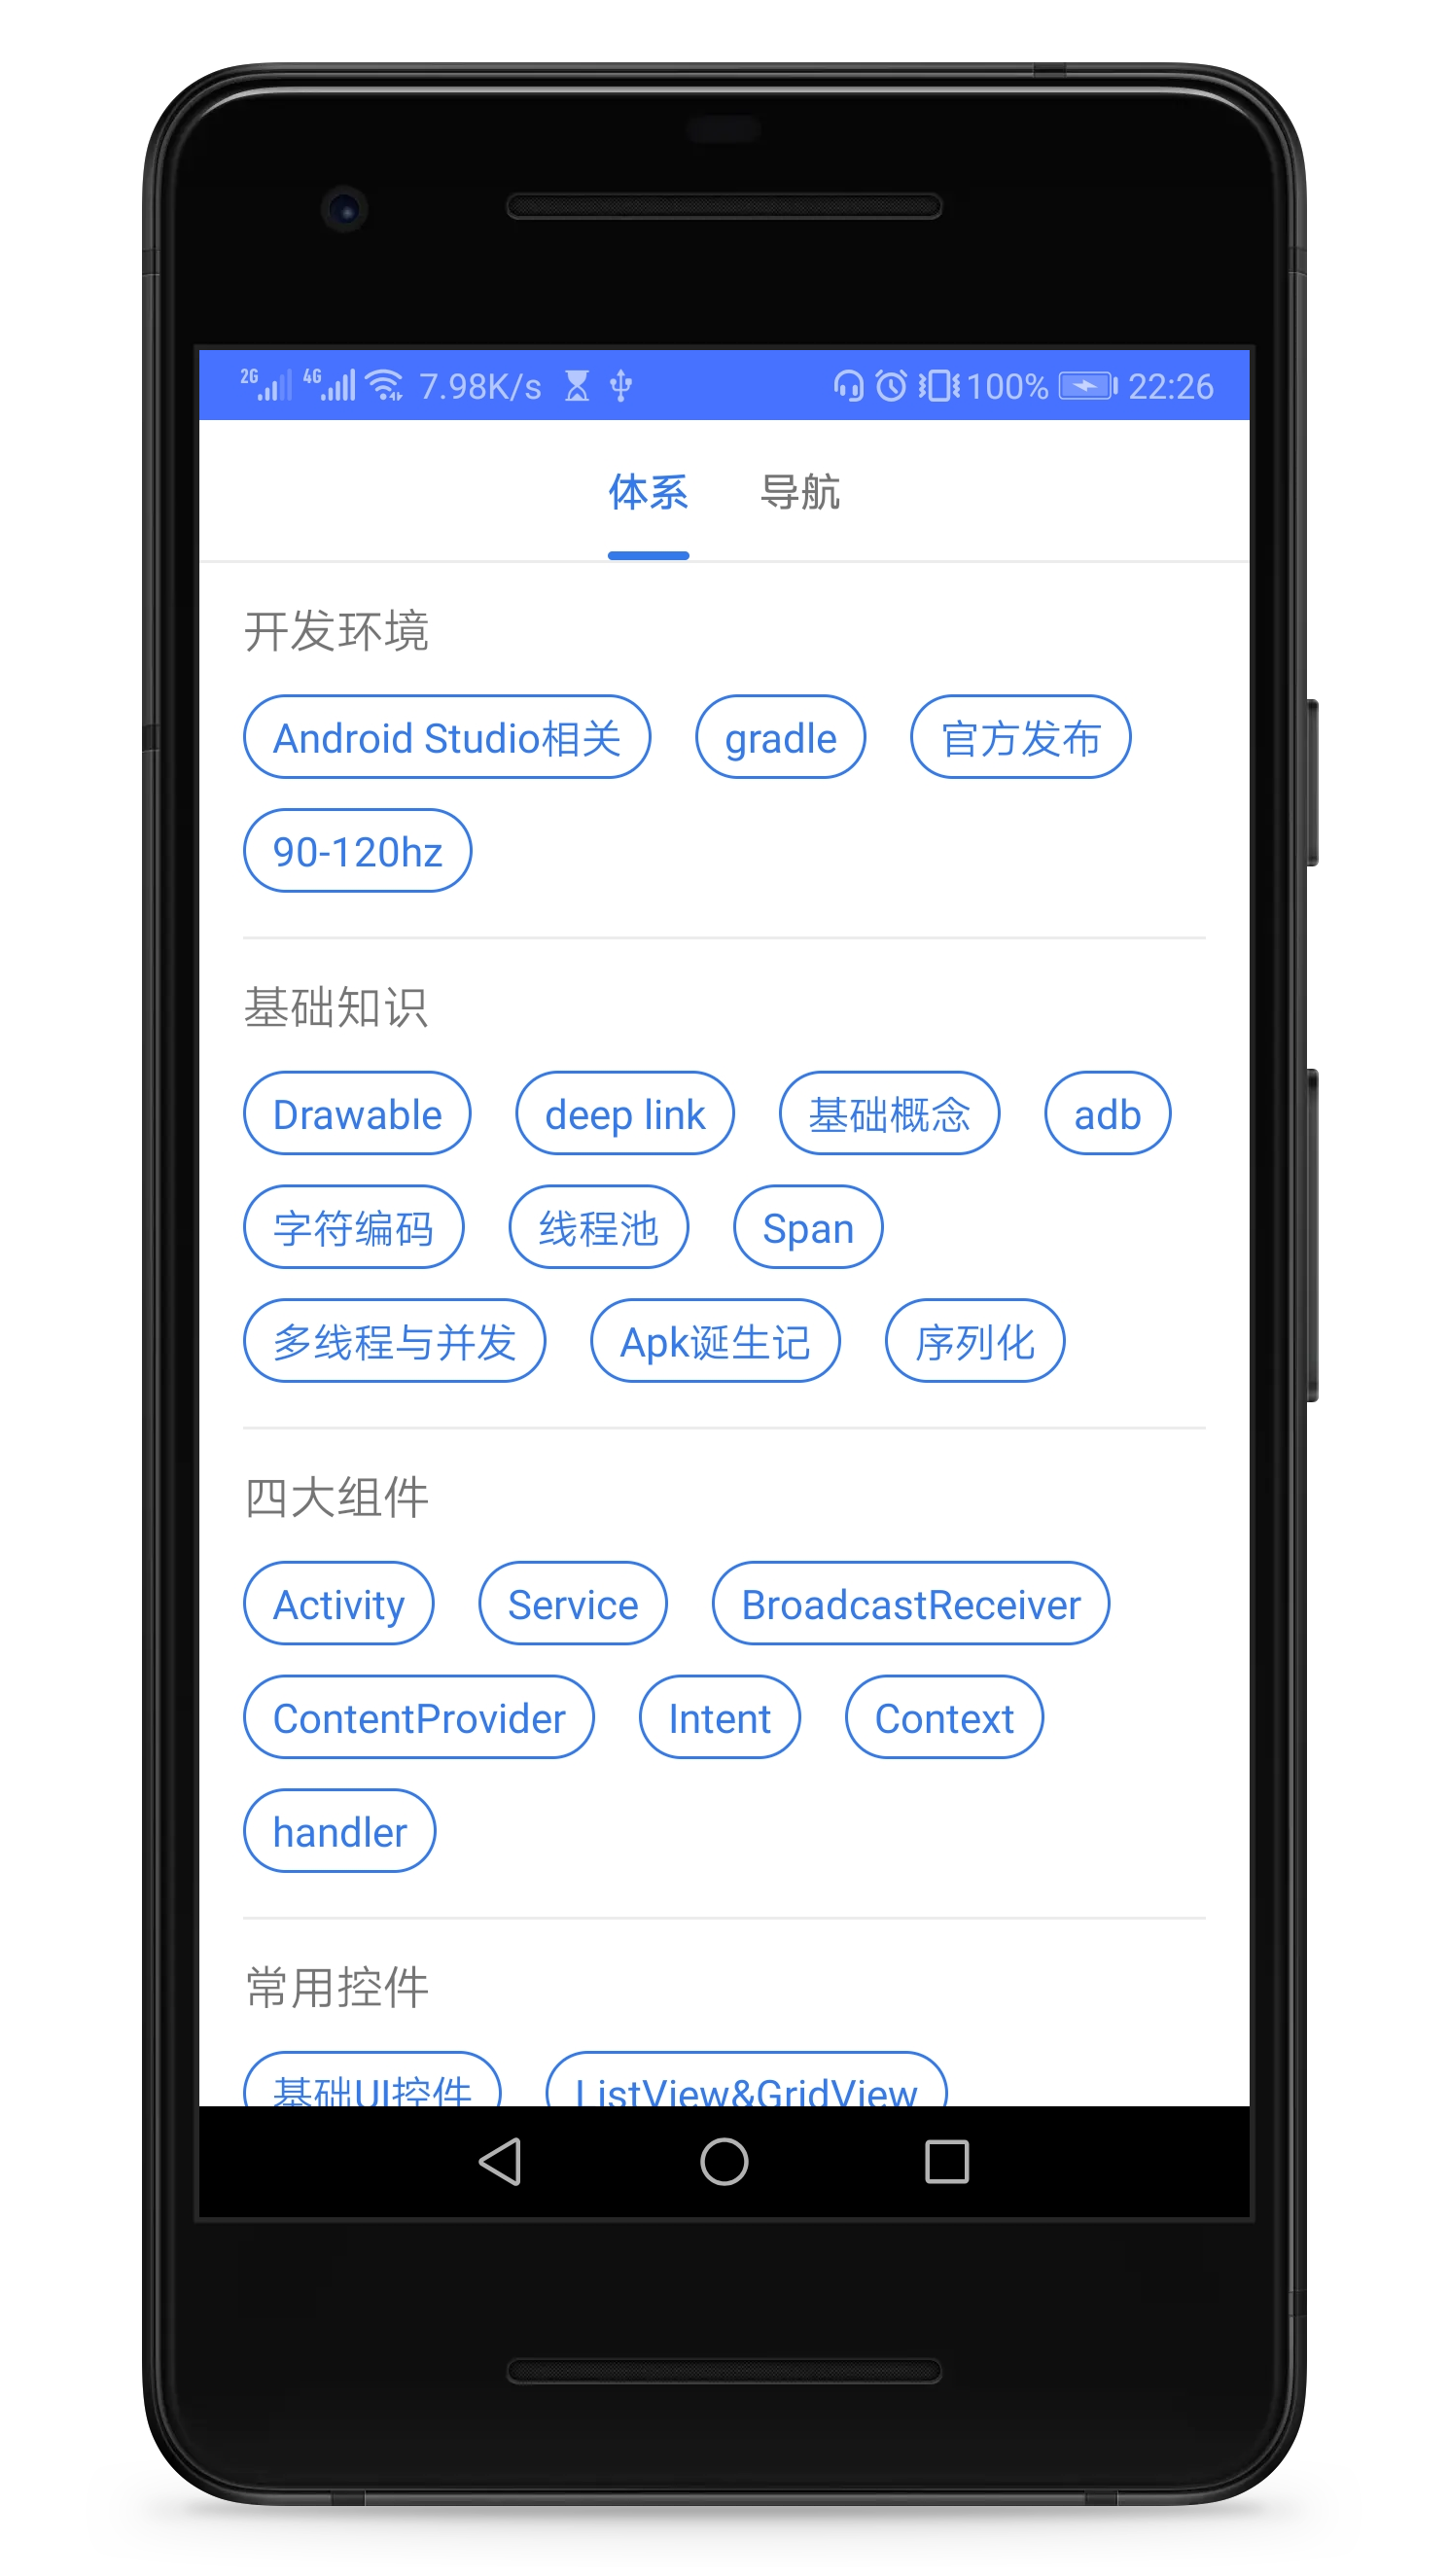 2G 4G 7.98K/s 100% 22:26
体系 导航
开发环境
Android Studio相关 gradle 官方发布
90-120hz
基础知识
Drawable deep link 基础概念 adb
字符编码 线程池 Span
多线程与并发 Apk诞生记 序列化
四大组件
Activity Service BroadcastReceiver
ContentProvider Intent Context
handler
常用控件
基础UI控件 ListView&GridView